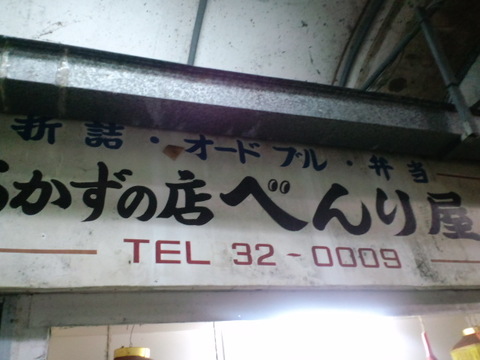 折詰・オードブル・弁当
おかずの店べんり屋
TEL 32-0009